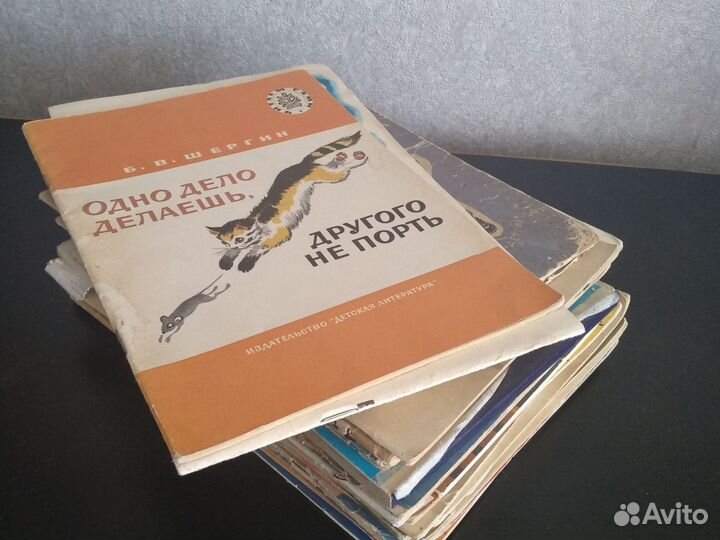 Б. В. ШЕРГИН
ОДНО ДЕЛО
ДЕЛАЕШЬ,
ДРУГОГО
НЕ ПОРТЬ
ИЗДАТЕЛЬСТВО "ДЕТСКАЯ ЛИТЕРАТУРА"
Avito